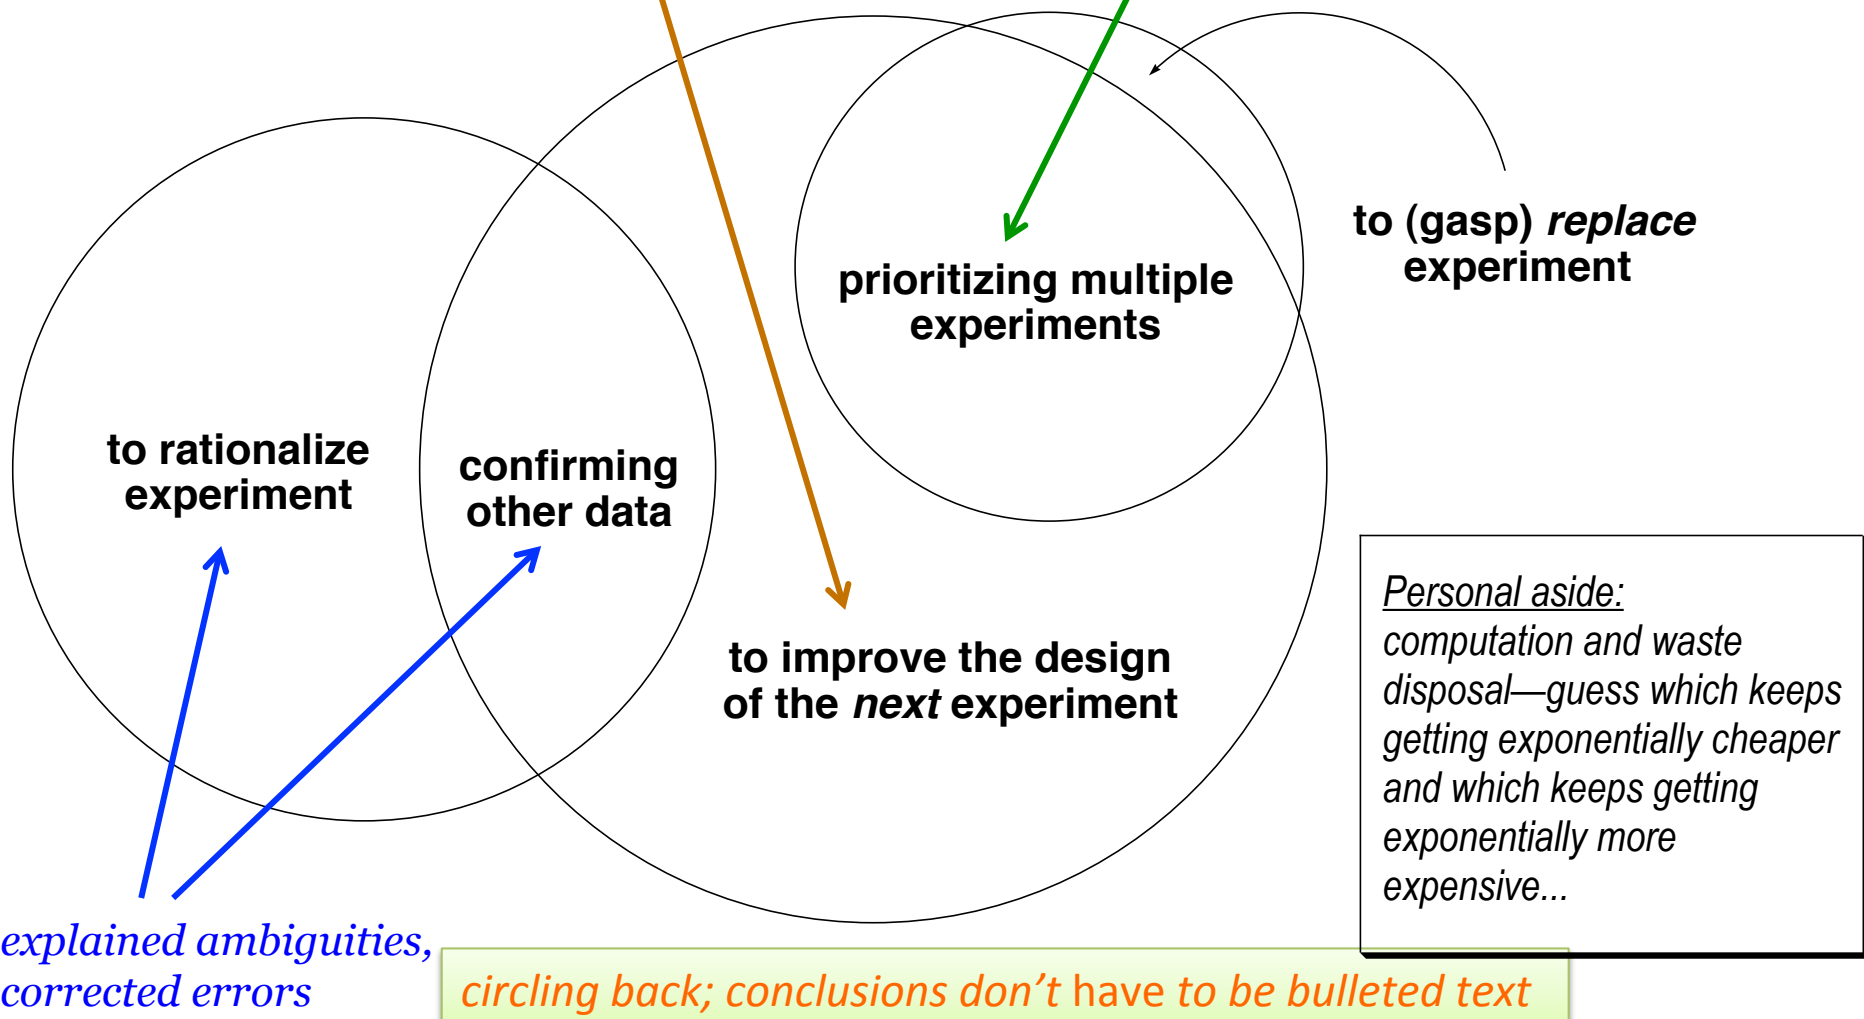 to (gasp) replace
experiment
prioritizing multiple
experiments
to rationalize
experiment
confirming
other data
to improve the design
of the next experiment
Personal aside:
computation and waste
disposal—guess which keeps
getting exponentially cheaper
and which keeps getting
exponentially more
expensive...
explained ambiguities,
corrected errors
circling back; conclusions don’t have to be bulleted text